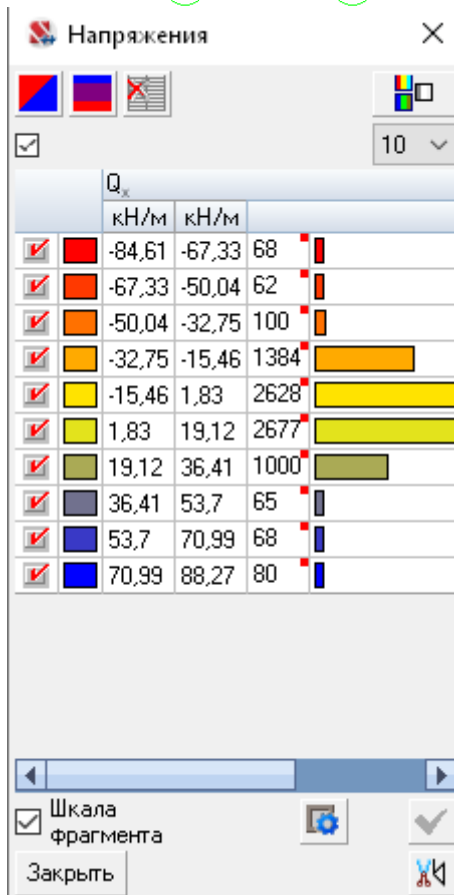 Напряжения
10
Qx
кН/м кН/м
-84,61 -67,33 68
-67,33 -50,04 62
-50,04 -32,75 100
-32,75 -15,46 1384
-15,46 1,83 2628
1,83 19,12 2677
19,12 36,41 1000
36,41 53,7 65
53,7 70,99 68
70,99 88,27 80
Шкала
фрагмента
Закрыть